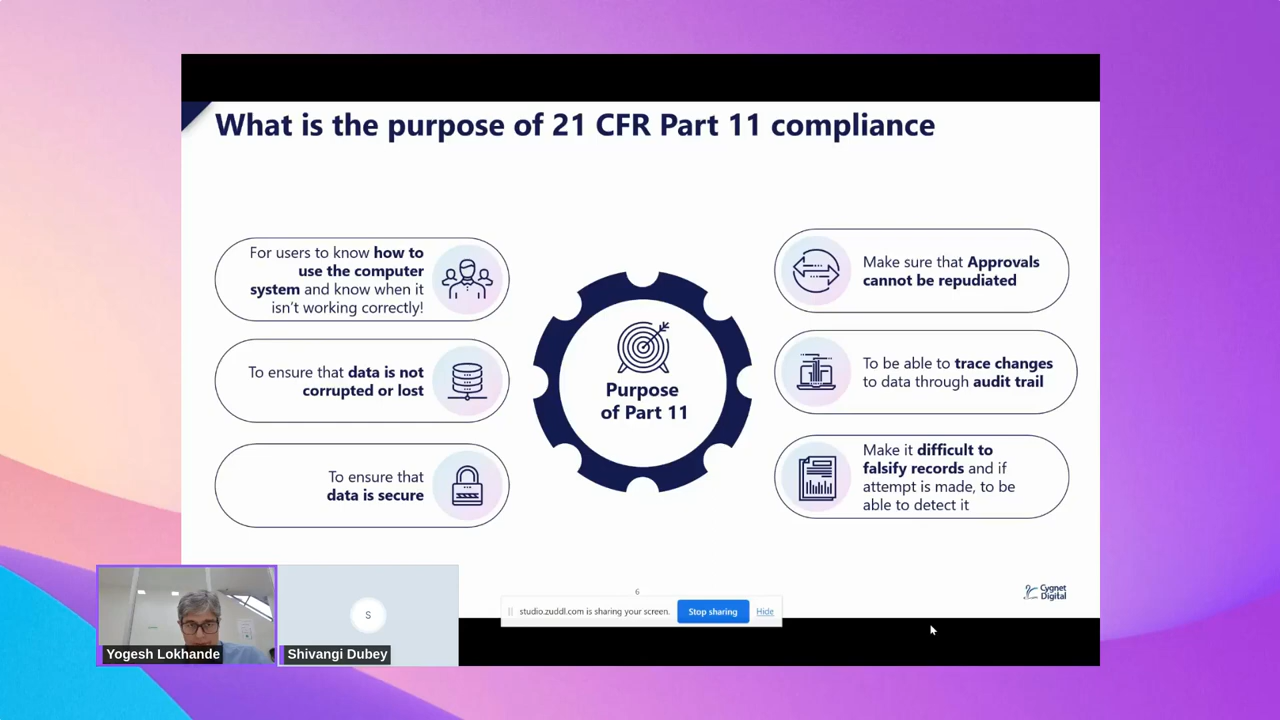 What is the purpose of 21 CFR Part 11 compliance
For users to know how to
use the computer
system and know when it
isn't working correctly!
To ensure that data is not
corrupted or lost
To ensure that
data is secure
Purpose
of Part 11
Make sure that Approvals
cannot be repudiated
To be able to trace changes
to data through audit trail
Make it difficult to
falsify records and if
attempt is made, to be
able to detect it
6
Cygnet
Digital
studio.zuddl.com is sharing your screen.
Stop sharing
Hide
S
Yogesh Lokhande
Shivangi Dubey